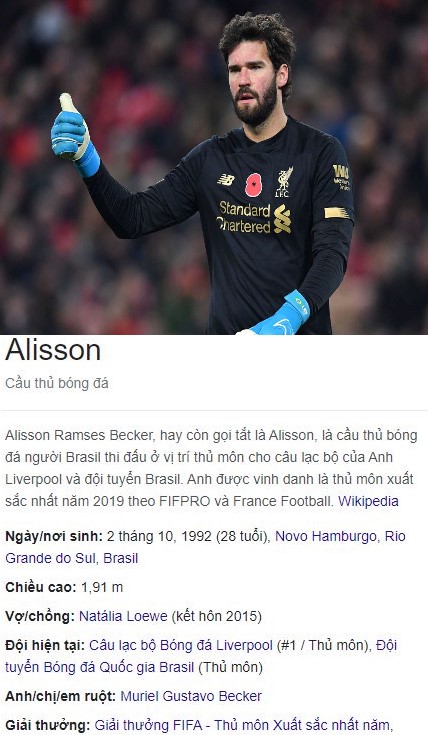 NB
L.F.C.
Standard
Chartered
Alisson
Cầu thủ bóng đá
Alisson Ramses Becker, hay còn gọi tắt là Alisson, là cầu thủ bóng
đá người Brasil thi đấu ở vị trí thủ môn cho câu lạc bộ của Anh
Liverpool và đội tuyển Brasil. Anh được vinh danh là thủ môn xuất
sắc nhất năm 2019 theo FIFPRO và France Football. Wikipedia
Ngày/nơi sinh: 2 tháng 10, 1992 (28 tuổi), Novo Hamburgo, Rio
Grande do Sul, Brasil
Chiều cao: 1,91 m
Vợ/chồng: Natália Loewe (kết hôn 2015)
Đội hiện tại: Câu lạc bộ Bóng đá Liverpool (#1 / Thủ môn), Đội
tuyển Bóng đá Quốc gia Brasil (Thủ môn)
Anh/chị/em ruột: Muriel Gustavo Becker
Giải thưởng: Giải thưởng FIFA - Thủ môn Xuất sắc nhất năm,